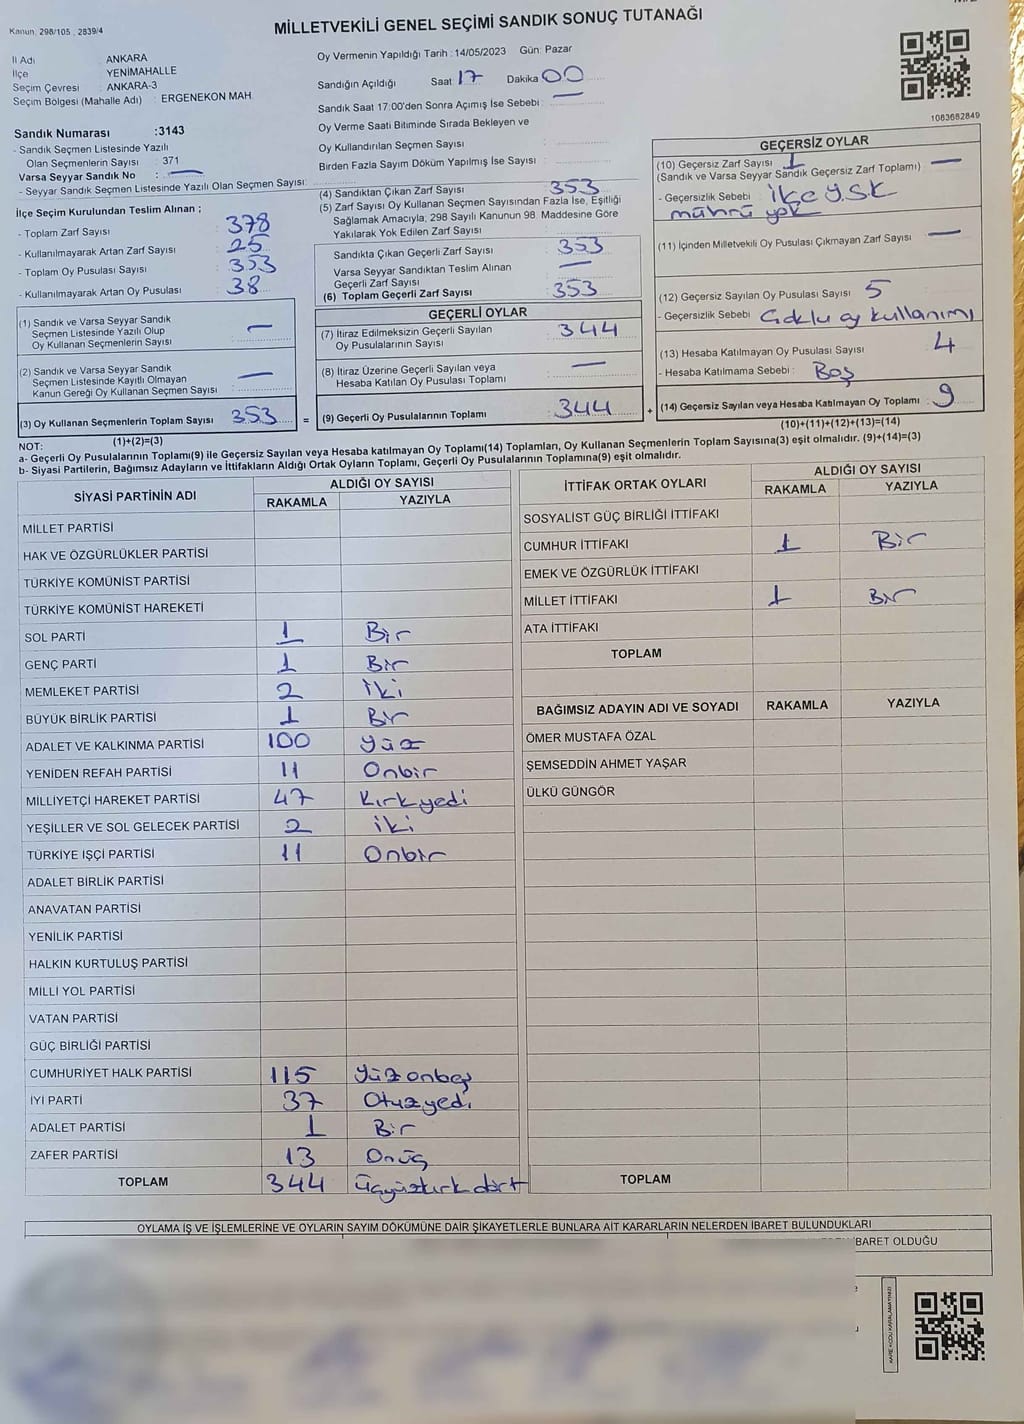 Kanun. 298/105 , 2839/4
MİLLETVEKİLİ GENEL SEÇİMİ SANDIK SONUÇ TUTANAĞI
İl Adı ANKARA
İlçe YENİMAHALLE
Seçim Çevresi : ANKARA-3
Seçim Bölgesi (Mahalle Adı) : ERGENEKON MAH.
Oy Vermenin Yapıldığı Tarih : 14/05/2023 Gün: Pazar
Sandığın Açıldığı Saat 17 Dakika 00
Sandık Saat 17:00'den Sonra Açımış İse Sebebi : —
Oy Verme Saati Bitiminde Sırada Bekleyen ve
Oy Kullandırılan Seçmen Sayısı :
Birden Fazla Sayım Döküm Yapılmış İse Sayısı :
1083682849
Sandık Numarası :3143
- Sandık Seçmen Listesinde Yazılı
Olan Seçmenlerin Sayısı : 371
Varsa Seyyar Sandık No : —
- Seyyar Sandık Seçmen Listesinde Yazılı Olan Seçmen Sayısı:
İlçe Seçim Kurulundan Teslim Alınan ;
- Toplam Zarf Sayısı : 378
- Kullanılmayarak Artan Zarf Sayısı : 25
- Toplam Oy Pusulası Sayısı : 353
- Kullanılmayarak Artan Oy Pusulası : 38
(1) Sandık ve Varsa Seyyar Sandık
Seçmen Listesinde Yazılı Olup
Oy Kullanan Seçmenlerin Sayısı : —
(2) Sandık ve Varsa Seyyar Sandık
Seçmen Listesinde Kayıtlı Olmayan
Kanun Gereği Oy Kullanan Seçmen Sayısı : —
(3) Oy Kullanan Seçmenlerin Toplam Sayısı : 353 =
(1)+(2)=(3)
(4) Sandıktan Çıkan Zarf Sayısı : 353
(5) Zarf Sayısı Oy Kullanan Seçmen Sayısından Fazla İse, Eşitliği
Sağlamak Amacıyla, 298 Sayılı Kanunun 98 Maddesine Göre
Yakılarak Yok Edilen Zarf Sayısı :
Sandıkta Çıkan Geçerli Zarf Sayısı : 353
Varsa Seyyar Sandıktan Teslim Alınan
Geçerli Zarf Sayısı : —
(6) Toplam Geçerli Zarf Sayısı : 353
GEÇERLİ OYLAR
(7) İtiraz Edilmeksizin Geçerli Sayılan
Oy Pusulalarının Sayısı : 344
(8) İtiraz Üzerine Geçerli Sayılan veya
Hesaba Katılan Oy Pusulası Toplamı : —
(9) Geçerli Oy Pusulalarının Toplamı : 344 +
GEÇERSİZ OYLAR
(10) Geçersiz Zarf Sayısı : 1 —
(Sandık ve Varsa Seyyar Sandık Geçersiz Zarf Toplamı)
- Geçersizlik Sebebi : ilçe YSK
mührü yok
(11) İçinden Milletvekili Oy Pusulası Çıkmayan Zarf Sayısı : —
(12) Geçersiz Sayılan Oy Pusulası Sayısı : 5
- Geçersizlik Sebebi : Çoklu oy kullanımı
(13) Hesaba Katılmayan Oy Pusulası Sayısı : 4
- Hesaba Katılmama Sebebi : Boş
(14) Geçersiz Sayılan veya Hesaba Katılmayan Oy Toplamı : 9
(10)+(11)+(12)+(13)=(14)
NOT:
a- Geçerli Oy Pusulalarının Toplamı(9) ile Geçersiz Sayılan veya Hesaba katılmayan Oy Toplamı(14) Toplamları, Oy Kullanan Seçmenlerin Toplam Sayısına(3) eşit olmalıdır. (9)+(14)=(3)
b- Siyasi Partilerin, Bağımsız Adayların ve İttifakların Aldığı Ortak Oyların Toplamı, Geçerli Oy Pusulalarının Toplamına(9) eşit olmalıdır.
SİYASİ PARTİNİN ADI ALDIĞI OY SAYISI
RAKAMLA YAZIYLA
MİLLET PARTİSİ
HAK VE ÖZGÜRLÜKLER PARTİSİ
TÜRKİYE KOMÜNİST PARTİSİ
TÜRKİYE KOMÜNİST HAREKETİ
SOL PARTİ 1 Bir
GENÇ PARTİ 1 Bir
MEMLEKET PARTİSİ 2 iki
BÜYÜK BİRLİK PARTİSİ 1 Bir
ADALET VE KALKINMA PARTİSİ 100 yüz
YENİDEN REFAH PARTİSİ 11 Onbir
MİLLİYETÇİ HAREKET PARTİSİ 47 Kırkyedi
YEŞİLLER VE SOL GELECEK PARTİSİ 2 iki
TÜRKİYE İŞÇİ PARTİSİ 11 Onbir
ADALET BİRLİK PARTİSİ
ANAVATAN PARTİSİ
YENİLİK PARTİSİ
HALKIN KURTULUŞ PARTİSİ
MİLLİ YOL PARTİSİ
VATAN PARTİSİ
GÜÇ BİRLİĞİ PARTİSİ
CUMHURİYET HALK PARTİSİ 115 yüzonbeş
İYİ PARTİ 37 Otuzyedi
ADALET PARTİSİ 1 Bir
ZAFER PARTİSİ 13 Onüç
TOPLAM 344 üçyüzkırkdört
İTTİFAK ORTAK OYLARI ALDIĞI OY SAYISI
RAKAMLA YAZIYLA
SOSYALİST GÜÇ BİRLİĞİ İTTİFAKI
CUMHUR İTTİFAKI 1 Bir
EMEK VE ÖZGÜRLÜK İTTİFAKI
MİLLET İTTİFAKI 1 Bir
ATA İTTİFAKI
TOPLAM
BAĞIMSIZ ADAYIN ADI VE SOYADI RAKAMLA YAZIYLA
ÖMER MUSTAFA ÖZAL
ŞEMSEDDİN AHMET YAŞAR
ÜLKÜ GÜNGÖR
TOPLAM
OYLAMA İŞ VE İŞLEMLERİNE VE OYLARIN SAYIM DÖKÜMÜNE DAİR ŞİKAYETLERLE BUNLARA AİT KARARLARIN NELERDEN İBARET BULUNDUKLARI
İBARET OLDUĞU
KARE KODU KARALAMAYINIZ!